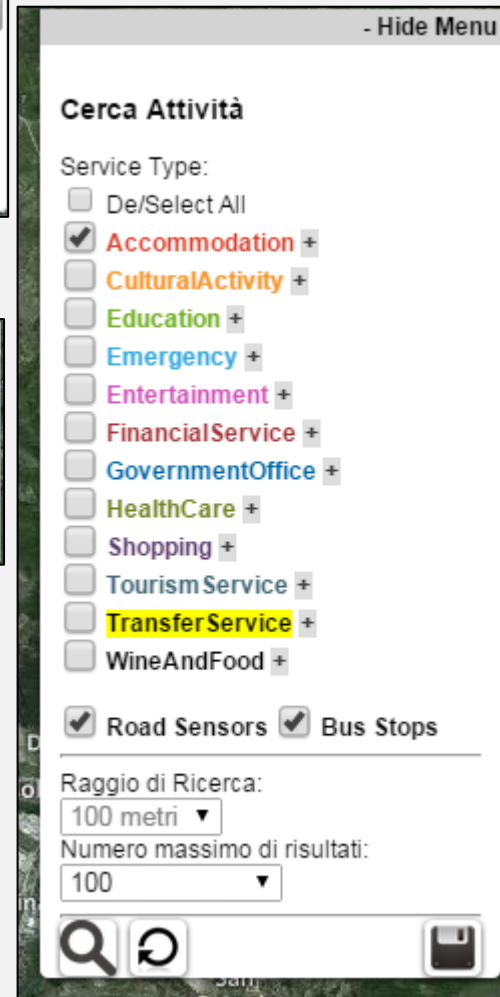 - Hide Menu
Cerca Attività
Service Type:
De/Select All
Accommodation +
CulturalActivity +
Education +
Emergency +
Entertainment +
FinancialService +
GovernmentOffice +
HealthCare +
Shopping +
TourismService +
TransferService +
WineAndFood +
Road Sensors Bus Stops
Raggio di Ricerca:
100 metri
Numero massimo di risultati:
100